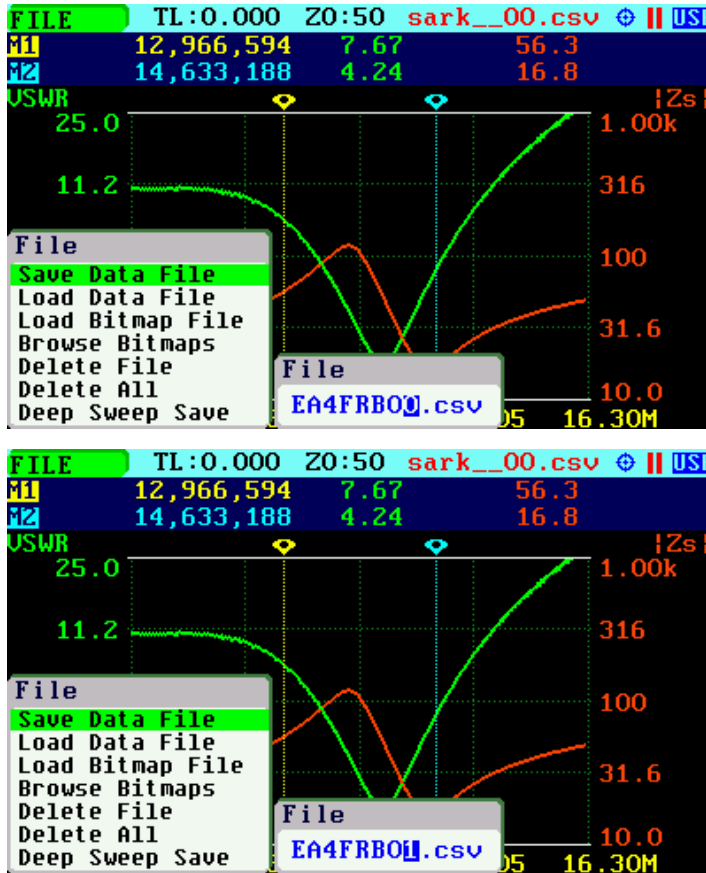 FILE TL:0.000 Z0:50 sark__00.csv
M1 12,966,594 7.67 56.3
M2 14,633,188 4.24 16.8
VSWR |Zs
25.0 1.00k
11.2 316
File
Save Data File
100
Load Data File
Load Bitmap File
31.6
Browse Bitmaps
Delete File
File
Delete All
10.0
Deep Sweep Save
EA4FRBO0.csv
05 16.30M
FILE TL:0.000 Z0:50 sark__00.csv
M1 12,966,594 7.67 56.3
M2 14,633,188 4.24 16.8
VSWR |Zs
25.0 1.00k
11.2 316
File
Save Data File
100
Load Data File
Load Bitmap File
31.6
Browse Bitmaps
Delete File
File
Delete All
10.0
Deep Sweep Save
EA4FRBO1.csv
05 16.30M